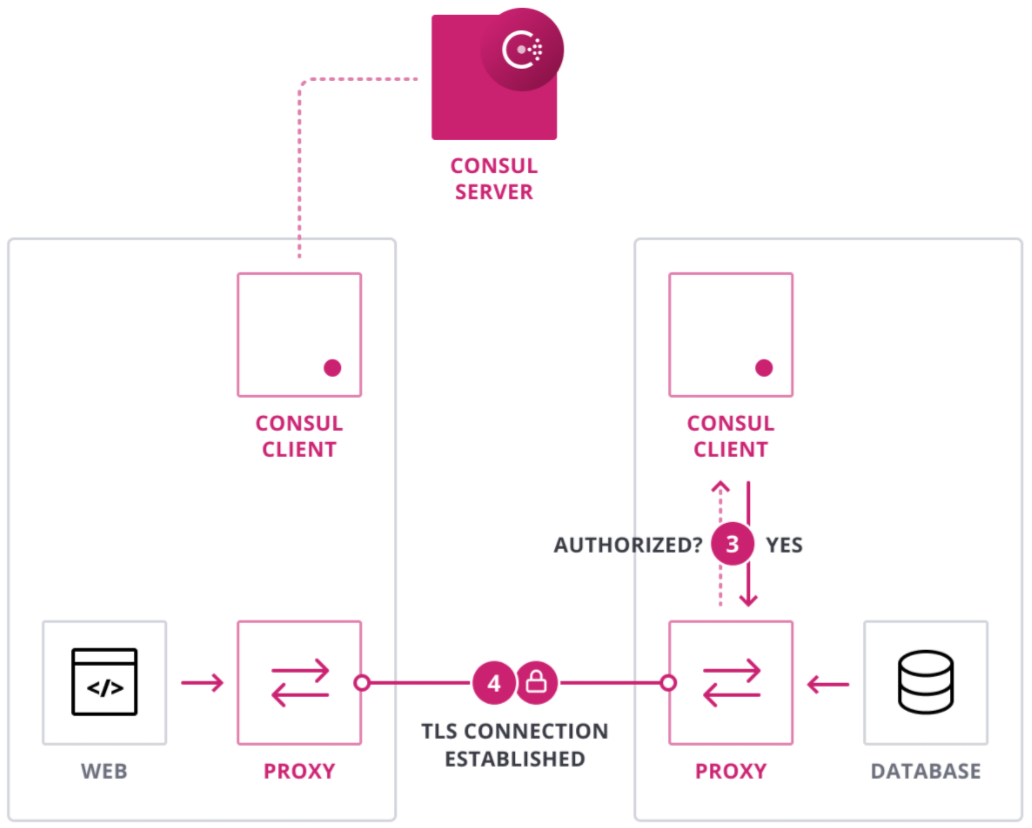 CONSUL
SERVER
CONSUL
CLIENT
CONSUL
CLIENT
AUTHORIZED? 3 YES
</>
4
TLS CONNECTION
ESTABLISHED
WEB
PROXY
PROXY
DATABASE